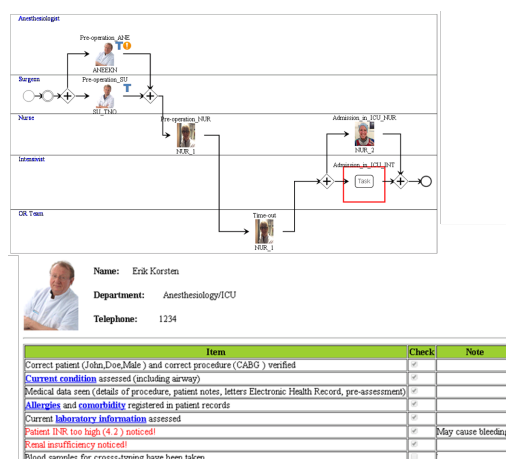 Anesthesiologist
Pre-operation_ANE
T
ANEEKN
Surgeon
Pre-operation_SU
T
SU_TNO
Nurse
Pre-operation_NUR
NUR_1
Admission_in_ICU_NUR
NUR_2
Intensivist
Admission_in_ICU_INT
Task
OR Team
Time-out
NUR_1
Name: Erik Korsten
Department: Anesthesiology/ICU
Telephone: 1234
Item Check Note
Correct patient (John,Doe,Male ) and correct procedure (CABG ) verified
Current condition assessed (including airway)
Medical data seen (details of procedure, patient notes, letters Electronic Health Record, pre-assessment)
Allergies and comorbidity registered in patient records
Current laboratory information assessed
Patient INR too high (4.2 ) noticed! May cause bleeding
Renal insufficiency noticed!
Blood samples for crosss-typing have been taken